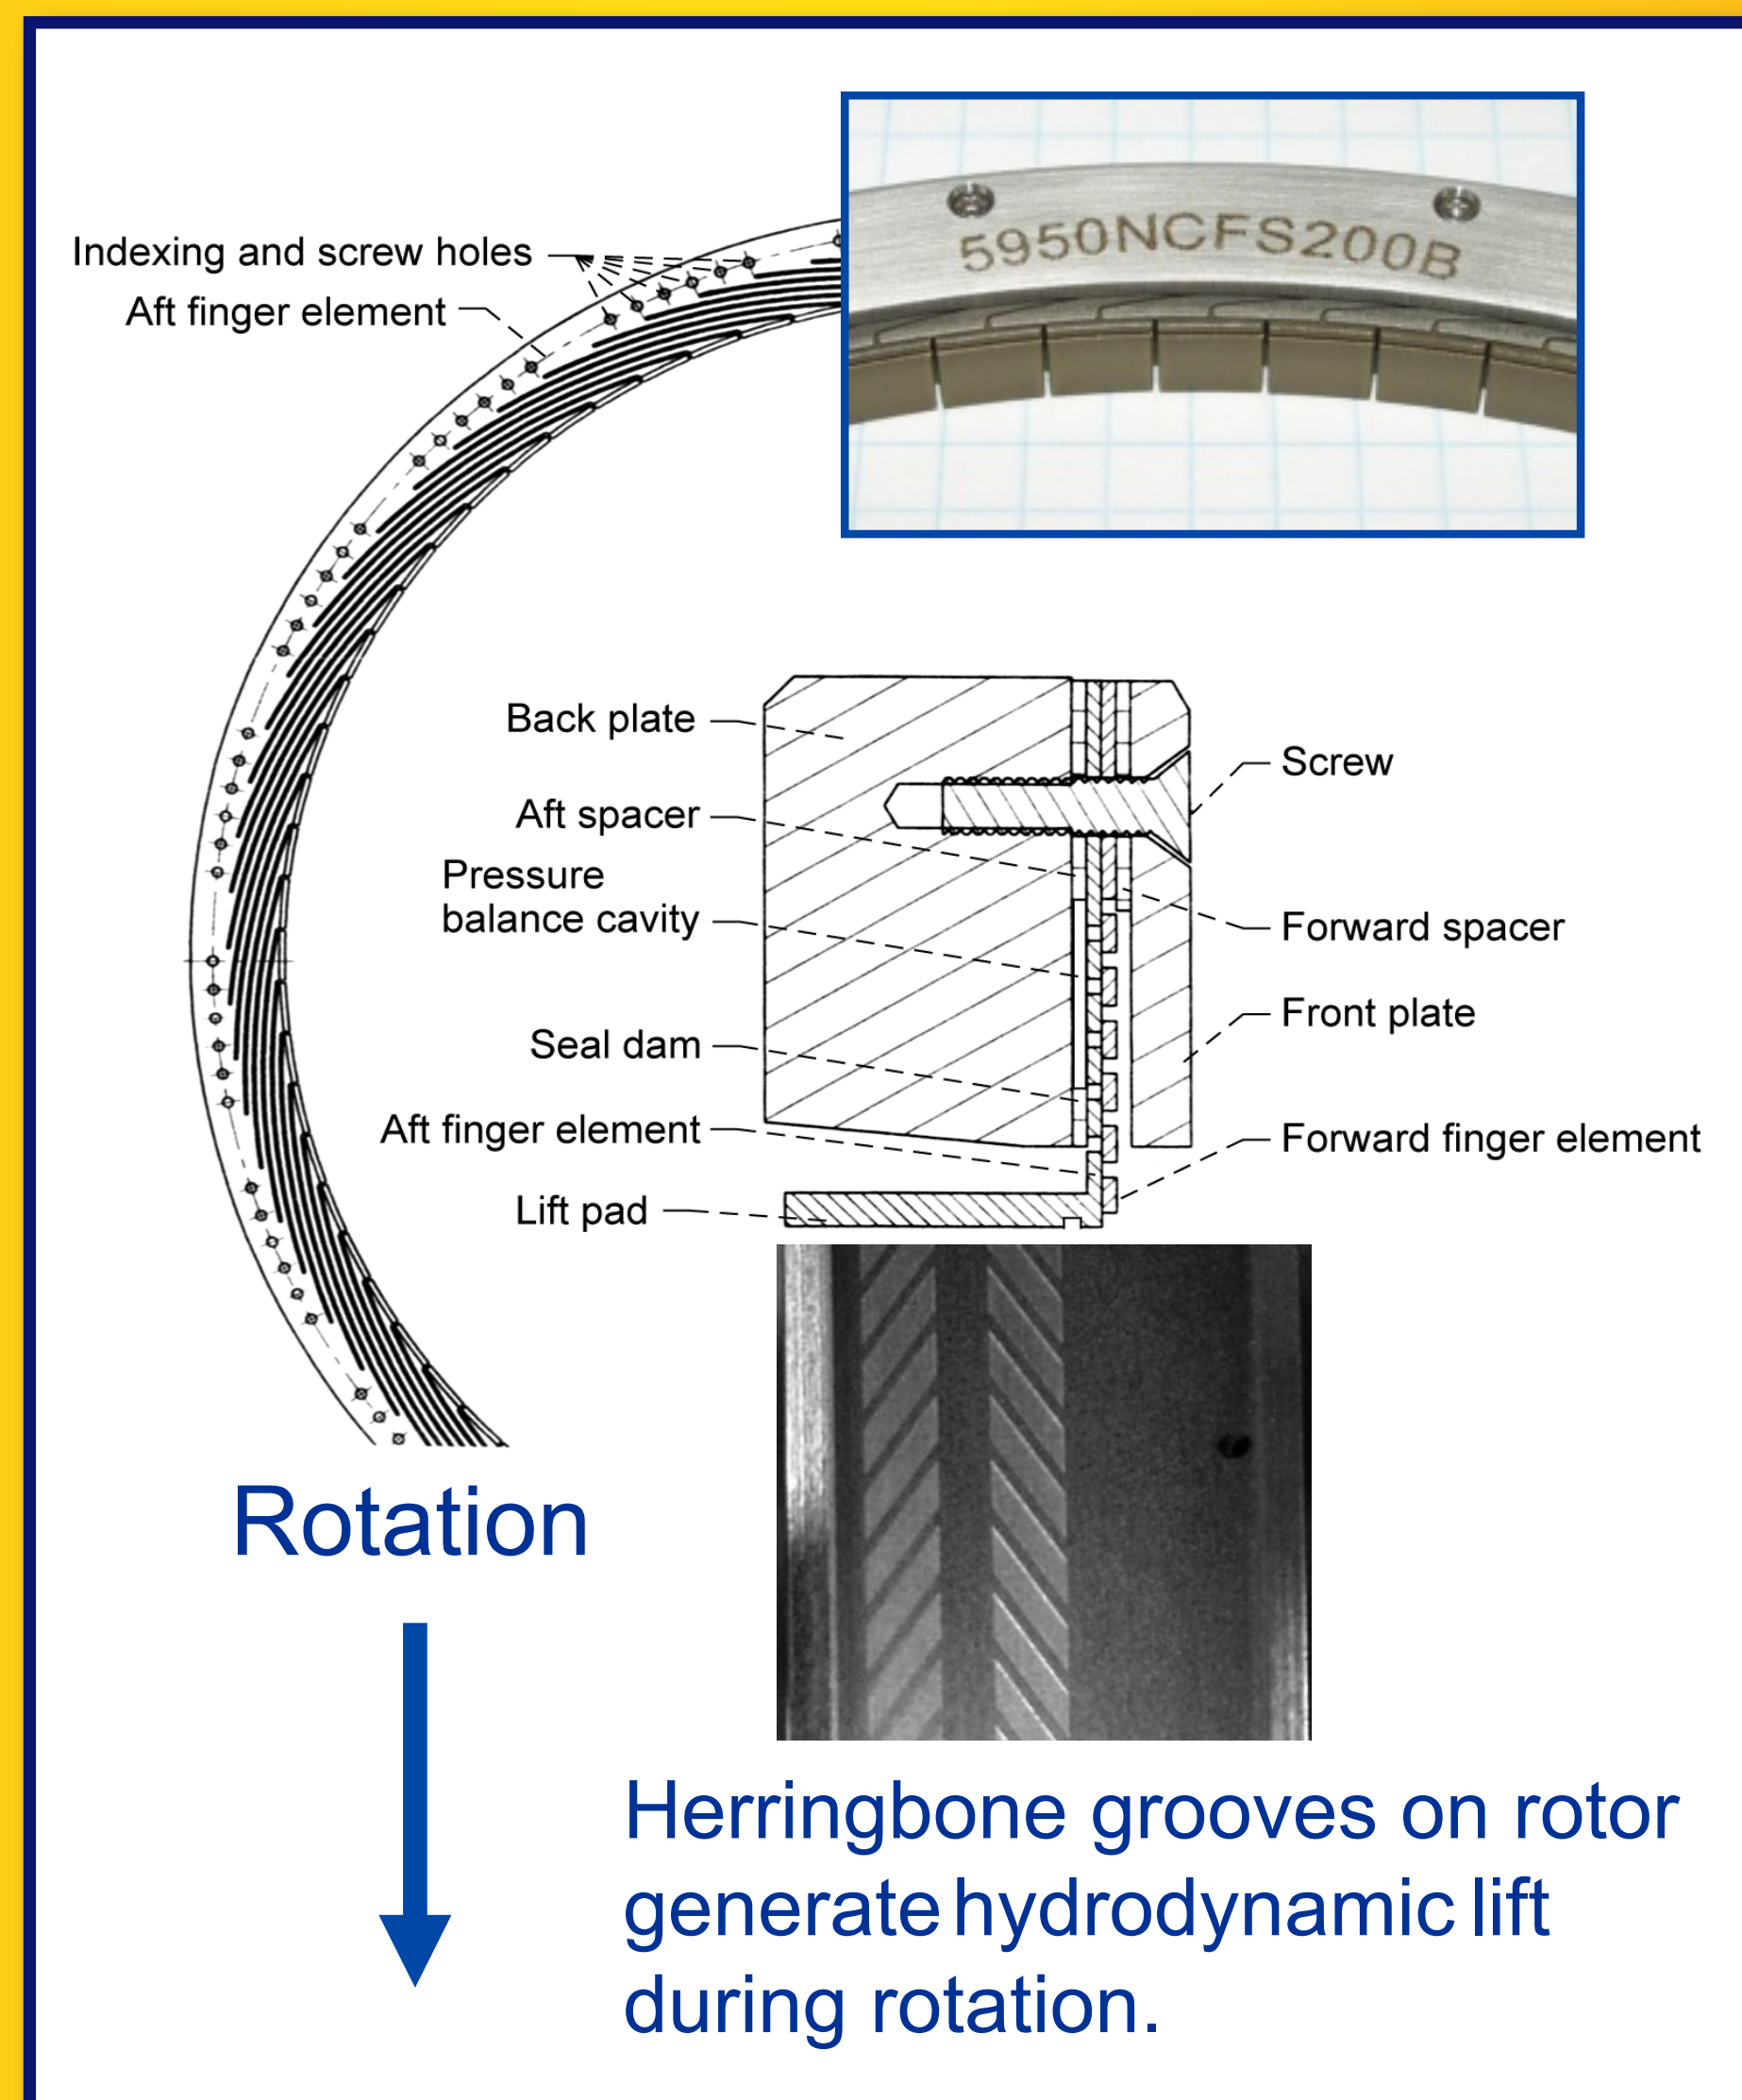 5950NCFS200B
Indexing and screw holes
Aft finger element
Back plate
Screw
Aft spacer
Pressure
balance cavity
Forward spacer
Front plate
Seal dam
Aft finger element
Forward finger element
Lift pad
Rotation
Herringbone grooves on rotor
generate hydrodynamic lift
during rotation.